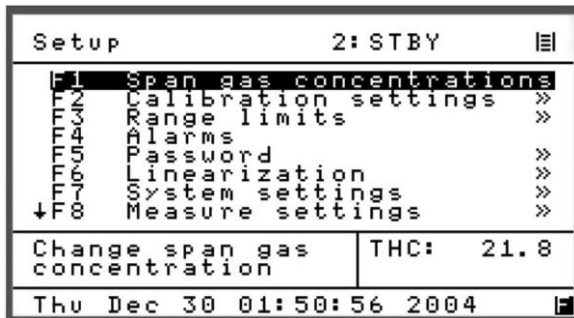 Setup 2:STBY
F1 Span gas concentrations
F2 Calibration settings »
F3 Range limits »
F4 Alarms
F5 Password »
F6 Linearization »
F7 System settings »
↓F8 Measure settings »
Change span gas
concentration
THC: 21.8
Thu Dec 30 01:50:56 2004 F